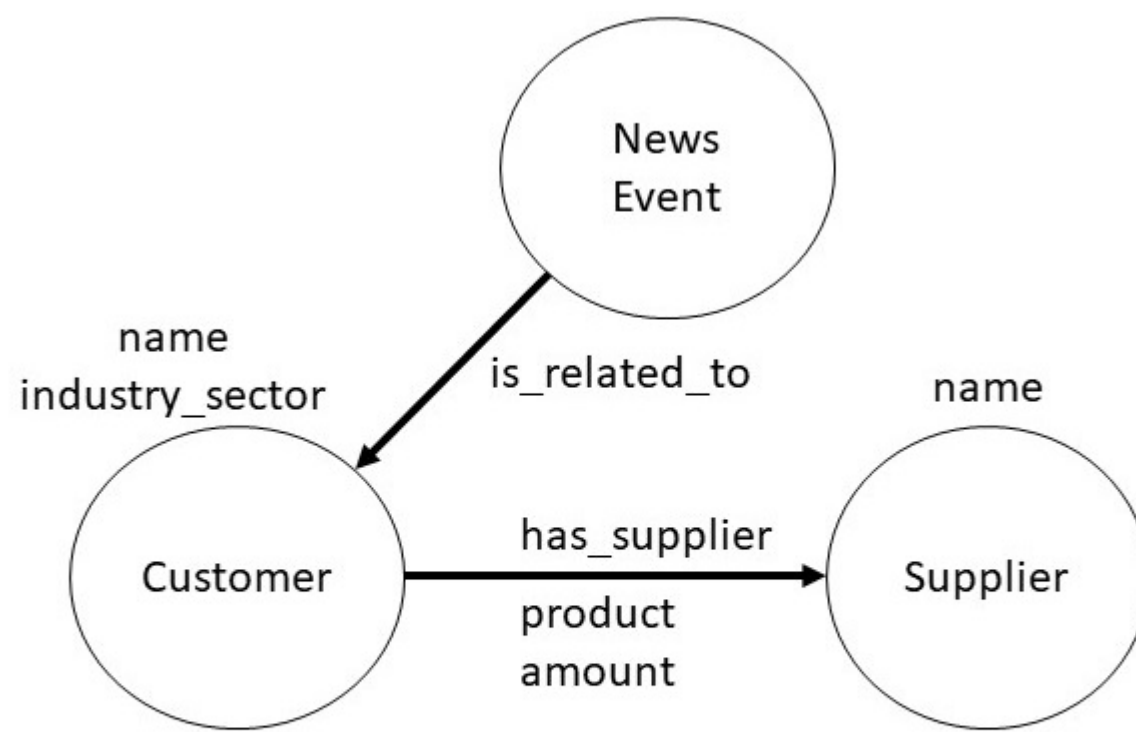 News
Event
name
industry_sector
is_related_to
name
Customer
has_supplier
product
amount
Supplier